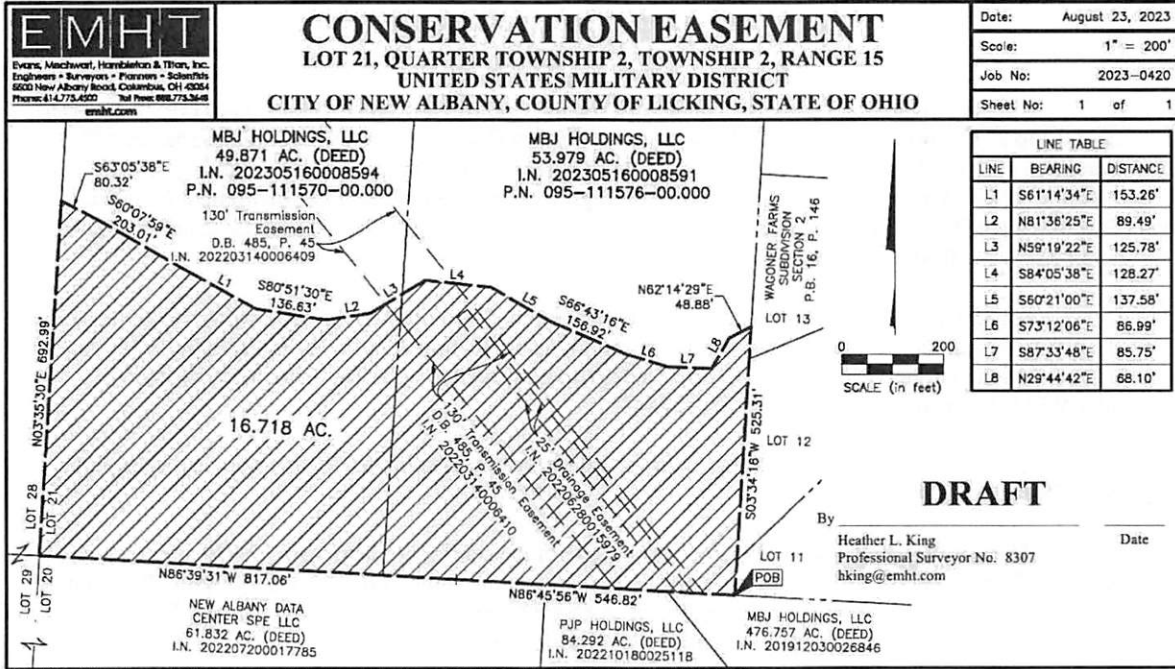 EMHT
Evans, Mechwart, Hambleton & Tilton, Inc.
Engineers • Surveyors • Planners • Scientists
5500 New Albany Road, Columbus, OH 43054
Phone: 614.775.4500 Toll Free: 888.775.3648
emht.com
CONSERVATION EASEMENT
LOT 21, QUARTER TOWNSHIP 2, TOWNSHIP 2, RANGE 15
UNITED STATES MILITARY DISTRICT
CITY OF NEW ALBANY, COUNTY OF LICKING, STATE OF OHIO
Date: August 23, 2023
Scale: 1" = 200'
Job No: 2023-0420
Sheet No: 1 of 1
MBJ HOLDINGS, LLC
49.871 AC. (DEED)
I.N. 202305160008594
P.N. 095-111570-00.000
MBJ HOLDINGS, LLC
53.979 AC. (DEED)
I.N. 202305160008591
P.N. 095-111576-00.000
S63°05'38"E
80.32'
S60°07'59"E
203.01'
130' Transmission
Easement
D.B. 485, P. 45
I.N. 202203140006409
L1
S80°51'30"E
136.63'
L2
L3
L4
L5
S66°43'16"E
156.92'
L6
L7
L8
N62°14'29"E
48.88'
WAGONER FARMS
SUBDIVISION
SECTION 2
P.B. 16, P. 146
LOT 13
LOT 12
LOT 11
0 200
SCALE (in feet)
LINE TABLE
LINE BEARING DISTANCE
L1 S61°14'34"E 153.26'
L2 N81°36'25"E 89.49'
L3 N59°19'22"E 125.78'
L4 S84°05'38"E 128.27'
L5 S60°21'00"E 137.58'
L6 S73°12'06"E 86.99'
L7 S87°33'48"E 85.75'
L8 N29°44'42"E 68.10'
N03°35'30"E 692.99'
16.718 AC.
130' Transmission Easement
D.B. 485, P. 45
I.N. 202203140006410
25' Drainage Easement
I.N. 202206280015979
S03°34'16"W 525.31'
LOT 28
LOT 21
LOT 29
LOT 20
N86°39'31"W 817.06'
N86°45'56"W 546.82'
POB
NEW ALBANY DATA
CENTER SPE LLC
61.832 AC. (DEED)
I.N. 202207200017785
PJP HOLDINGS, LLC
84.292 AC. (DEED)
I.N. 202210180025118
MBJ HOLDINGS, LLC
476.757 AC. (DEED)
I.N. 201912030026846
DRAFT
By
Heather L. King Date
Professional Surveyor No. 8307
hking@emht.com